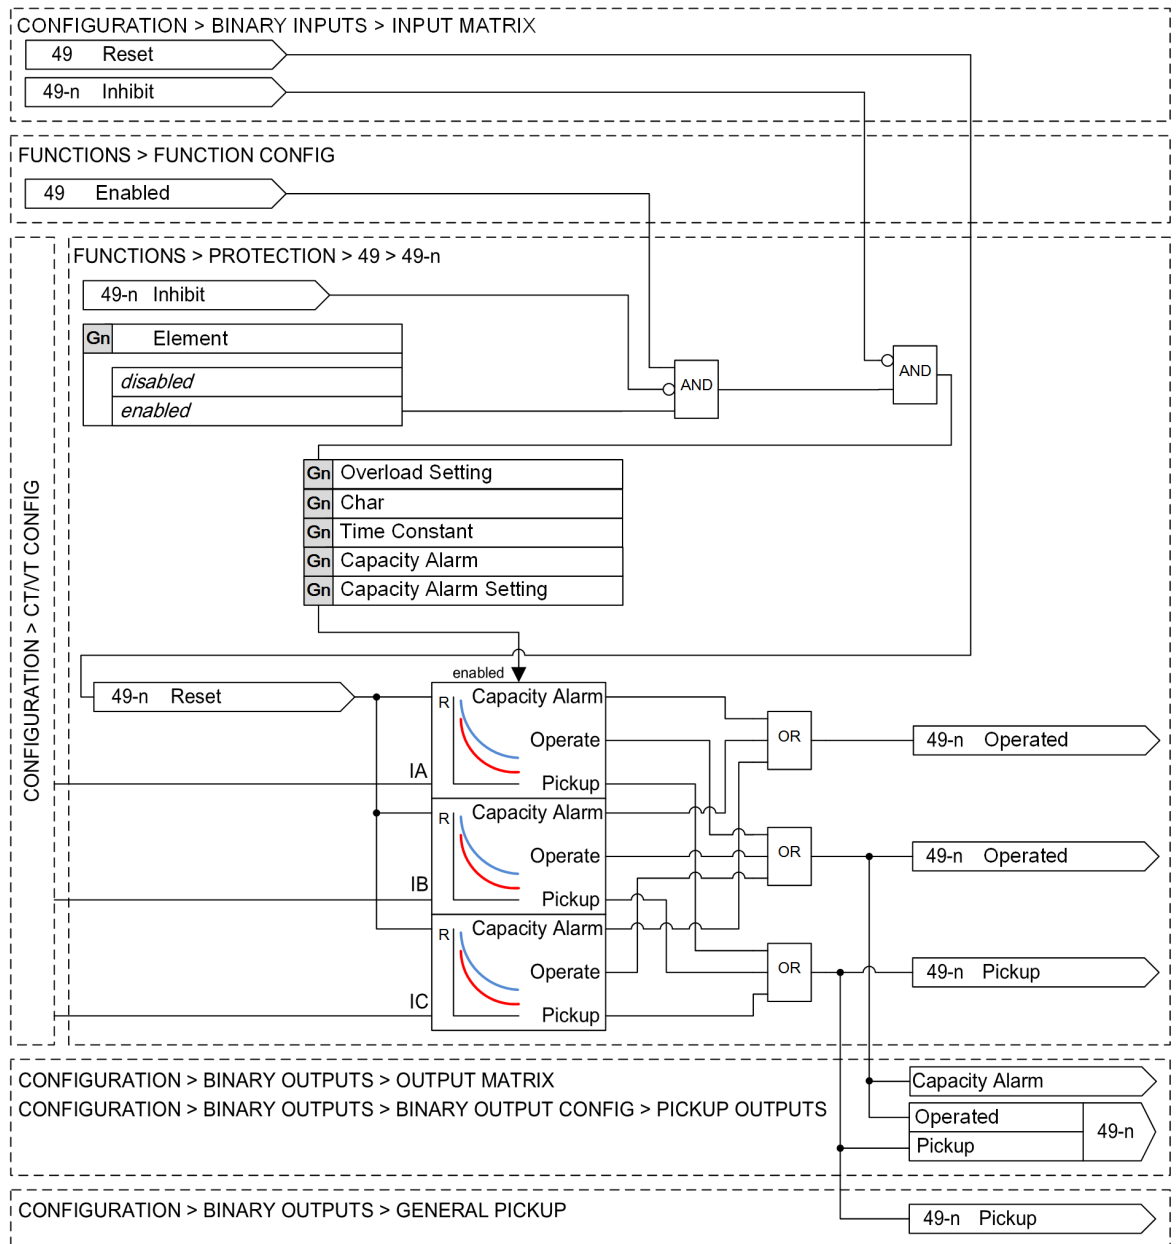 CONFIGURATION > BINARY INPUTS > INPUT MATRIX
49 Reset
49-n Inhibit
FUNCTIONS > FUNCTION CONFIG
49 Enabled
CONFIGURATION > CT/VT CONFIG
FUNCTIONS > PROTECTION > 49 > 49-n
49-n Inhibit
Gn Element
disabled
enabled
AND
AND
Gn Overload Setting
Gn Char
Gn Time Constant
Gn Capacity Alarm
Gn Capacity Alarm Setting
enabled
49-n Reset
R Capacity Alarm
Operate
IA Pickup
R Capacity Alarm
Operate
IB Pickup
R Capacity Alarm
Operate
IC Pickup
OR
49-n Operated
OR
49-n Operated
OR
49-n Pickup
CONFIGURATION > BINARY OUTPUTS > OUTPUT MATRIX
CONFIGURATION > BINARY OUTPUTS > BINARY OUTPUT CONFIG > PICKUP OUTPUTS
Capacity Alarm
Operated
Pickup
49-n
CONFIGURATION > BINARY OUTPUTS > GENERAL PICKUP
49-n Pickup